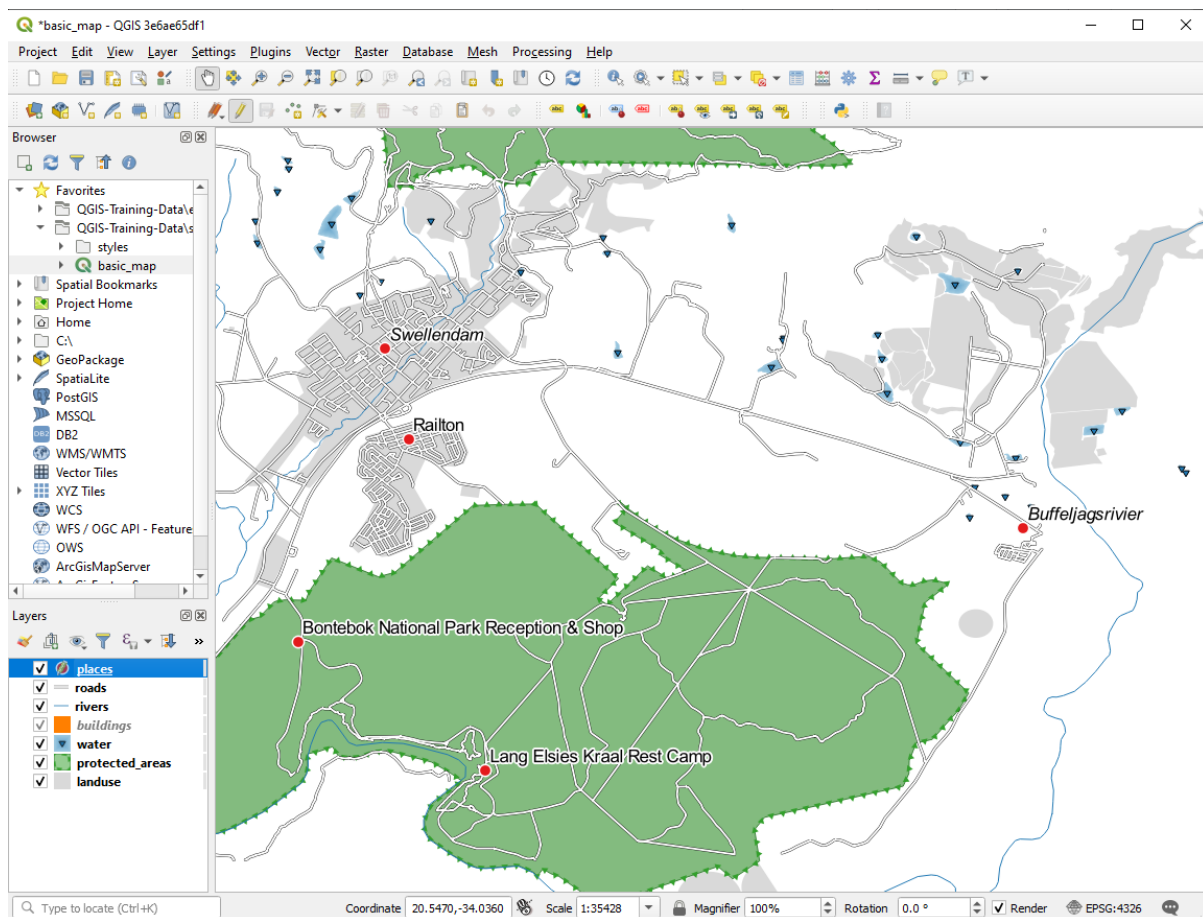 *basic_map - QGIS 3e6ae65df1
Project Edit View Layer Settings Plugins Vector Raster Database Mesh Processing Help
Browser
Favorites
QGIS-Training-Data\e
QGIS-Training-Data\s
styles
basic_map
Spatial Bookmarks
Project Home
Home
C:\
GeoPackage
SpatiaLite
PostGIS
MSSQL
DB2
WMS/WMTS
Vector Tiles
XYZ Tiles
WCS
WFS / OGC API - Feature
OWS
ArcGisMapServer
Layers
places
roads
rivers
buildings
water
protected_areas
landuse
Swellendam
Railton
Buffeljagsrivier
Bontebok National Park Reception & Shop
Lang Elsies Kraal Rest Camp
Type to locate (Ctrl+K) Coordinate 20.5470,-34.0360 Scale 1:35428 Magnifier 100% Rotation 0.0 ° Render EPSG:4326